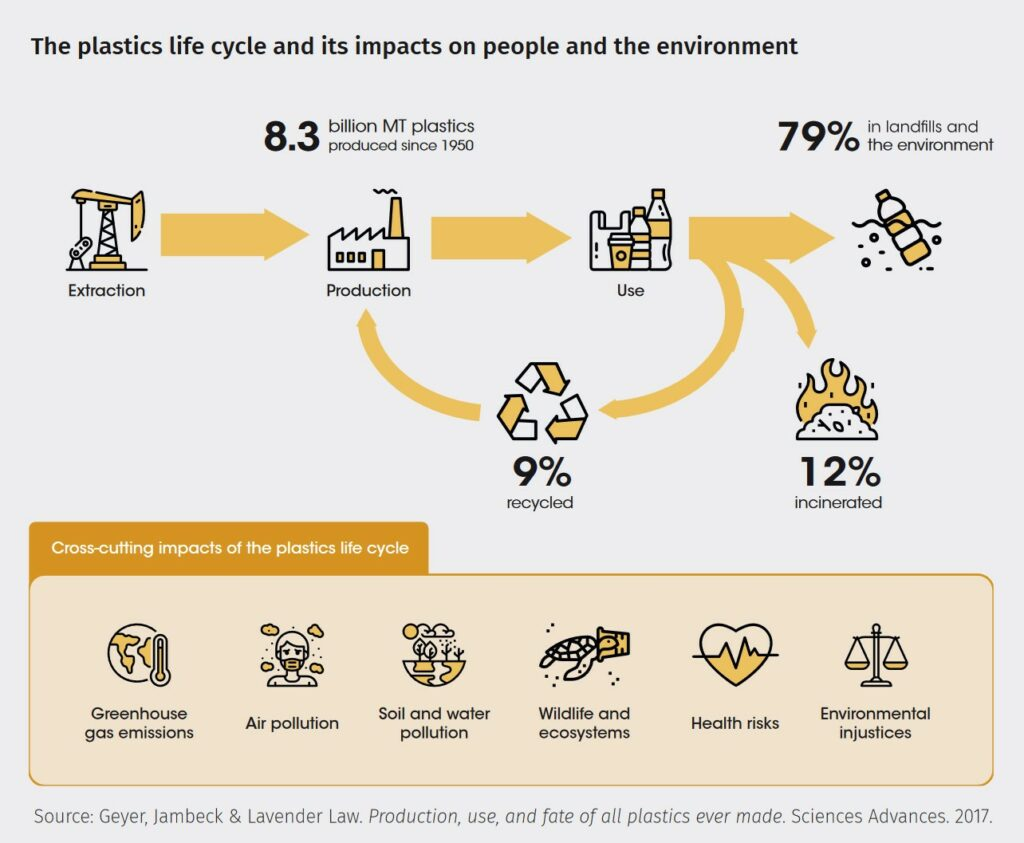 The plastics life cycle and its impacts on people and the environment
8.3 billion MT plastics
produced since 1950
79% in landfills and
the environment
Extraction
Production
Use
9%
recycled
12%
incinerated
Cross-cutting impacts of the plastics life cycle
Greenhouse
gas emissions
Air pollution
Soil and water
pollution
Wildlife and
ecosystems
Health risks
Environmental
injustices
Source: Geyer, Jambeck & Lavender Law. Production, use, and fate of all plastics ever made. Sciences Advances. 2017.